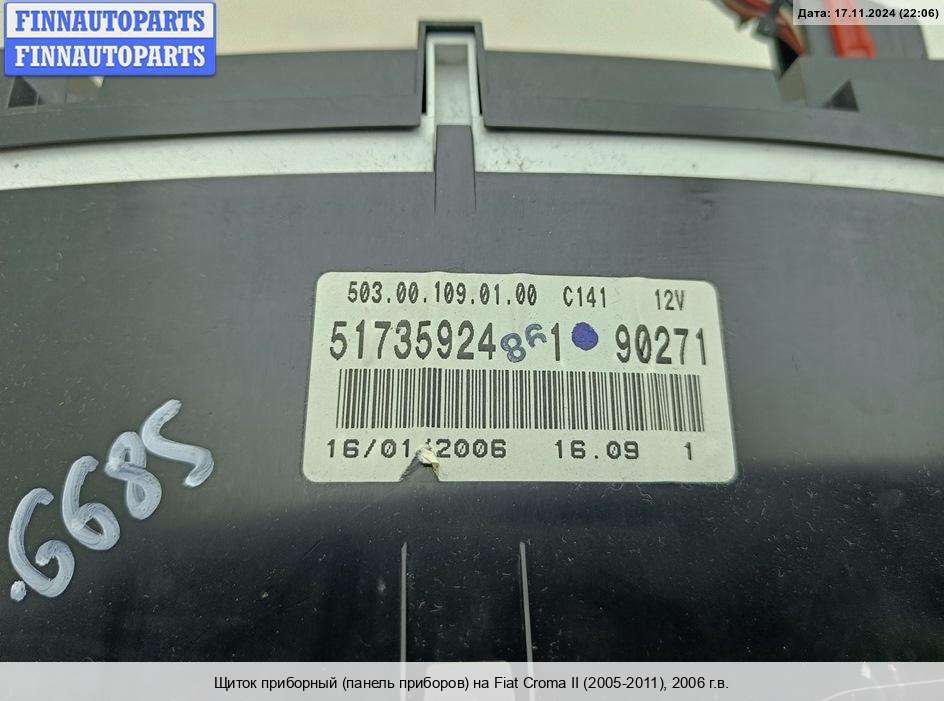 FINNAUTOPARTS
FINNAUTOPARTS
Дата: 17.11.2024 (22:06)
503.00.109.01.00 C141 12V
51735924 861 90271
16/01/2006 16.09 1
Щиток приборный (панель приборов) на Fiat Croma II (2005-2011), 2006 г.в.